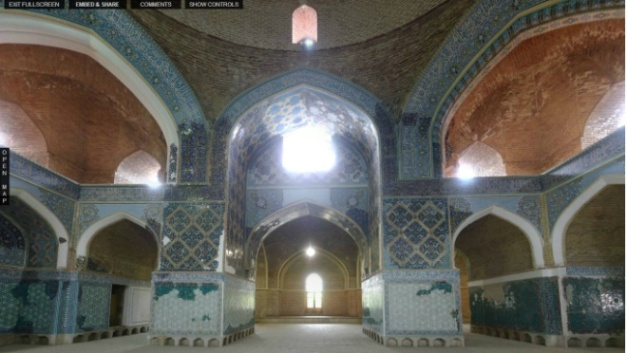 EXIT FULLSCREEN EMBED & SHARE COMMENTS SHOW CONTROLS
OPEN MAP